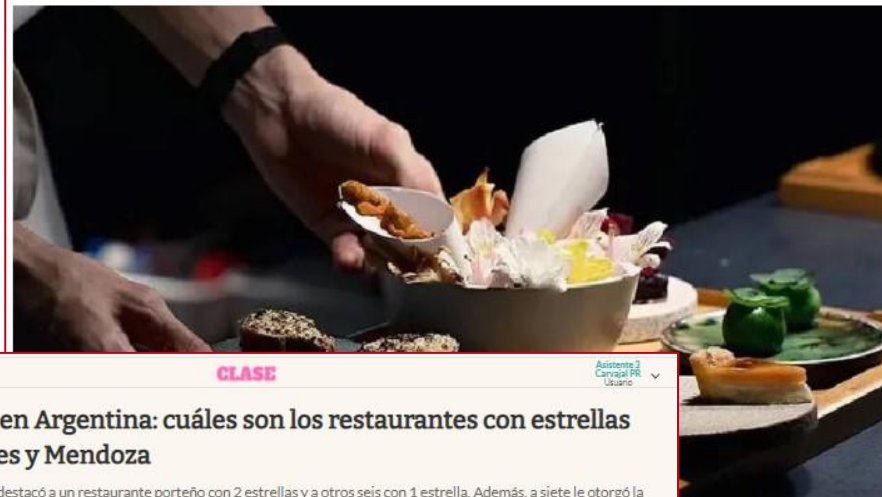 CLASE
Asistente 3
Carvajal PR
Usuario
en Argentina: cuáles son los restaurantes con estrellas
es y Mendoza
destacó a un restaurante porteño con 2 estrellas y a otros seis con 1 estrella. Además, a siete le otorgó la